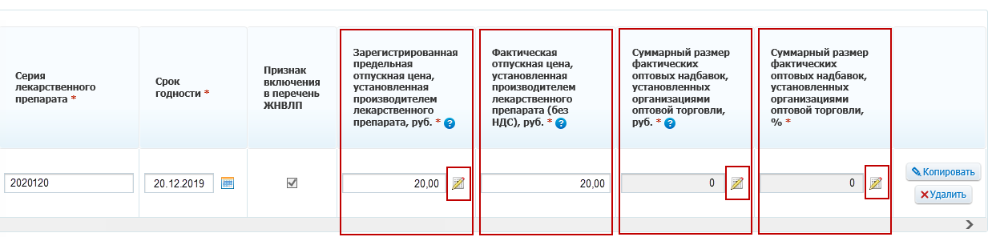 Серия
лекарственного
препарата *
Срок
годности *
Признак
включения
в перечень
ЖНВЛП
Зарегистрированная
предельная
отпускная цена,
установленная
производителем
лекарственного
препарата, руб. * ?
Фактическая
отпускная цена,
установленная
производителем
лекарственного
препарата (без
НДС), руб. * ?
Суммарный размер
фактических
оптовых надбавок,
установленных
организациями
оптовой торговли,
руб. * ?
Суммарный размер
фактических
оптовых надбавок,
установленных
организациями
оптовой торговли,
% *
2020120
20.12.2019
20,00
20,00
0
0
Копировать
Удалить